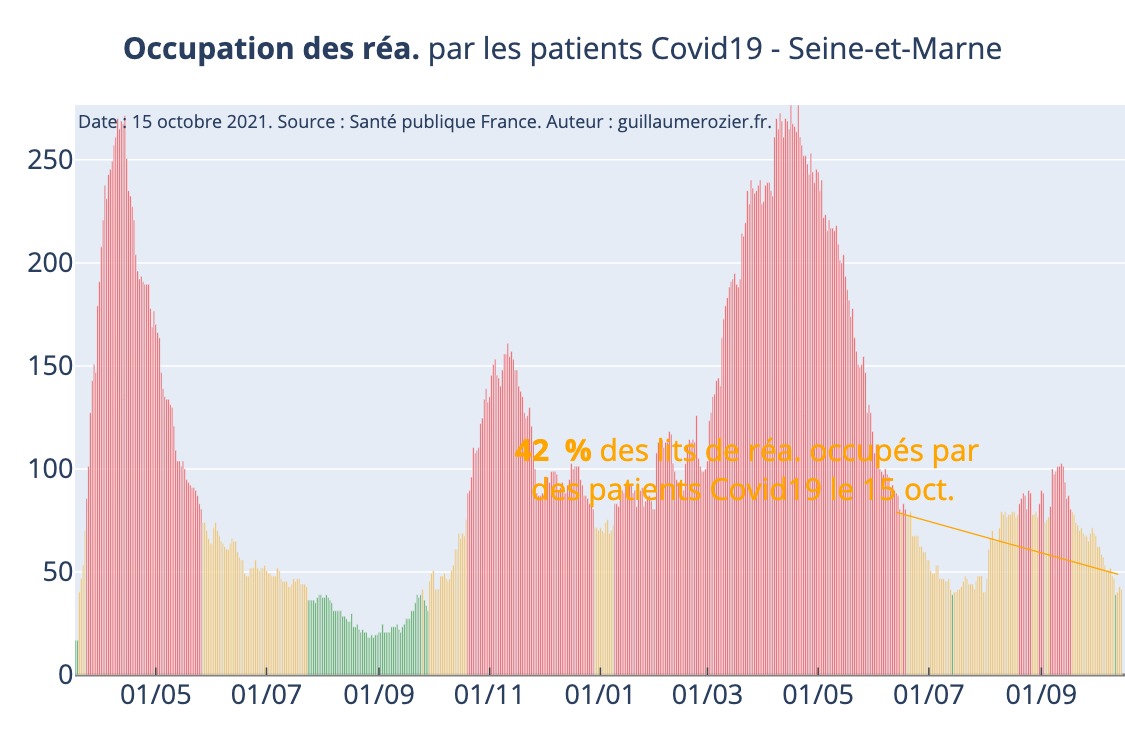 Occupation des réa. par les patients Covid19 - Seine-et-Marne
Date : 15 octobre 2021. Source : Santé publique France. Auteur : guillaumerozier.fr.
250
200
150
42  % des lits de réa. occupés par
100
des patients Covid19 le 15 oct.
50
0
01/05 01/07 01/09 01/11 01/01 01/03 01/05 01/07 01/09